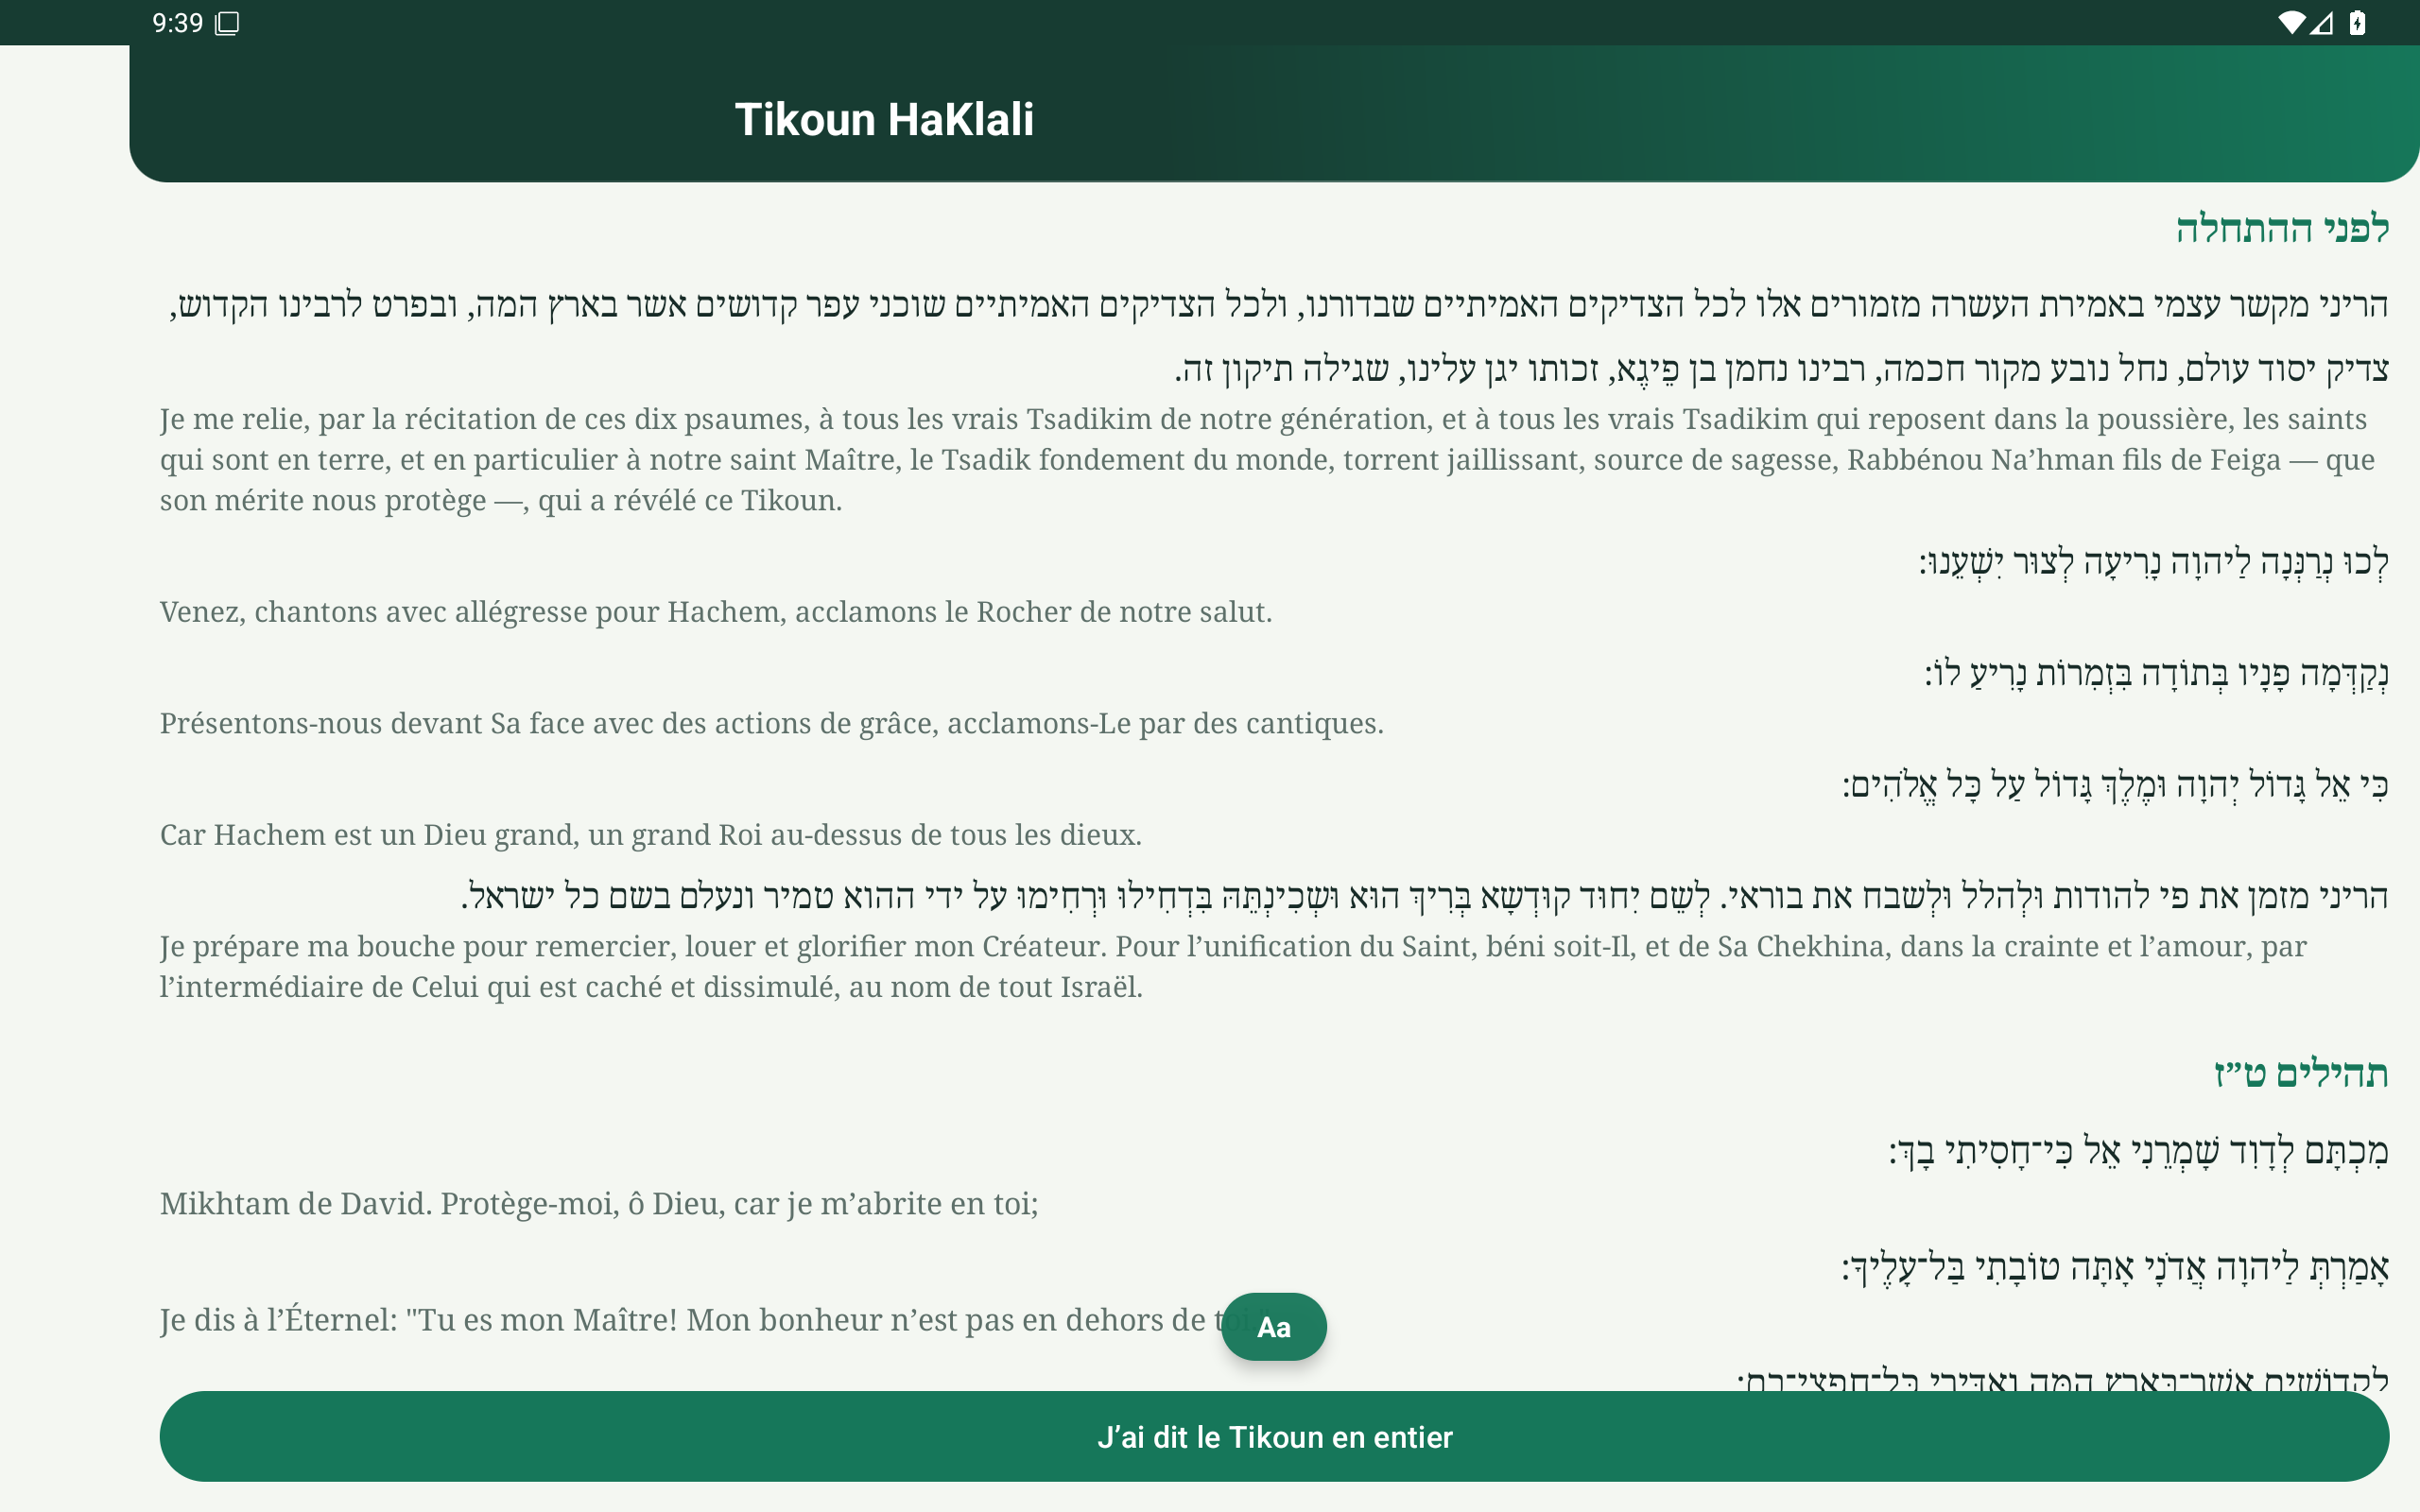 9:39
Tikoun HaKlali
לפני ההתחלה
הריני מקשר עצמי באמירת העשרה מזמורים אלו לכל הצדיקים האמיתיים שבדורנו, ולכל הצדיקים האמיתיים שוכני עפר קדושים אשר בארץ המה, ובפרט לרבינו הקדוש,
צדיק יסוד עולם, נחל נובע מקור חכמה, רבינו נחמן בן פֵיגֶא, זכותו יגן עלינו, שגילה תיקון זה.
Je me relie, par la récitation de ces dix psaumes, à tous les vrais Tsadikim de notre génération, et à tous les vrais Tsadikim qui reposent dans la poussière, les saints
qui sont en terre, et en particulier à notre saint Maître, le Tsadik fondement du monde, torrent jaillissant, source de sagesse, Rabbénou Na’hman fils de Feiga — que
son mérite nous protège —, qui a révélé ce Tikoun.
לְכוּ נְרַנְּנָה לַיהוָה נָרִיעָה לְצוּר יִשְׁעֵנוּ:
Venez, chantons avec allégresse pour Hachem, acclamons le Rocher de notre salut.
נְקַדְּמָה פָנָיו בְּתוֹדָה בִּזְמִרוֹת נָרִיעַ לוֹ:
Présentons-nous devant Sa face avec des actions de grâce, acclamons-Le par des cantiques.
כִּי אֵל גָּדוֹל יְהוָה וּמֶלֶךְ גָּדוֹל עַל כָּל אֱלֹהִים:
Car Hachem est un Dieu grand, un grand Roi au-dessus de tous les dieux.
הריני מזמן את פי להודות וּלְהלל וּלְשבח את בוראי. לְשֵׁם יִחוּד קוּדְשָׁא בְּרִיךְ הוּא וּשְׁכִינְתֵּהּ בִּדְחִילוּ וּרְחִימוּ על ידי ההוא טמיר ונעלם בשם כל ישראל.
Je prépare ma bouche pour remercier, louer et glorifier mon Créateur. Pour l’unification du Saint, béni soit-Il, et de Sa Chekhina, dans la crainte et l’amour, par
l’intermédiaire de Celui qui est caché et dissimulé, au nom de tout Israël.
תהילים ט״ז
מִכְתָּם לְדָוִד שָׁמְרֵנִי אֵל כִּי־חָסִיתִי בָךְ:
Mikhtam de David. Protège-moi, ô Dieu, car je m’abrite en toi;
אָמַרְתְּ לַיהוָה אֲדֹנָי אָתָּה טוֹבָתִי בַּל־עָלֶיךָ:
Je dis à l’Éternel: "Tu es mon Maître! Mon bonheur n’est pas en dehors de
Aa
לִקְדוֹשִׁים אֲשֶׁר־בָּאָרֶץ הֵמָּה וְאַדִּירֵי כָּל־חֶפְצִי־בָם:
J’ai dit le Tikoun en entier